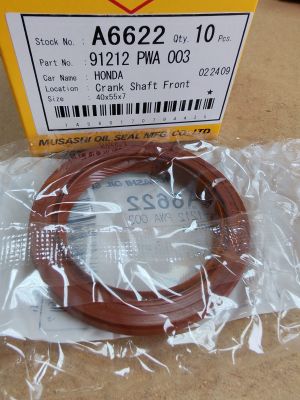 Stock No. : A6622 Qty. 10 Pcs.
Part No. : 91212 PWA 003
Car Name : HONDA 022409
Location : Crank Shaft Front
Size : 40x55x7
MUSASHI OIL SEAL MFG. CO., LTD.
A6622
91212 PWA 003